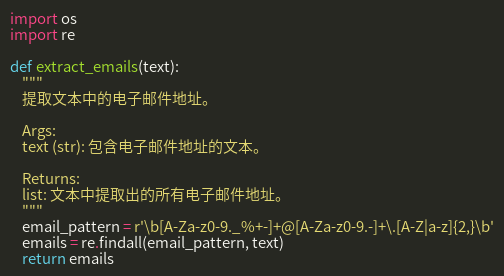 import os
import re
def extract_emails(text):
"""
提取文本中的电子邮件地址。
Args:
text (str): 包含电子邮件地址的文本。
Returns:
list: 文本中提取出的所有电子邮件地址。
"""
email_pattern = r'\b[A-Za-z0-9._%+-]+@[A-Za-z0-9.-]+\.[A-Z|a-z]{2,}\b'
emails = re.findall(email_pattern, text)
return emails